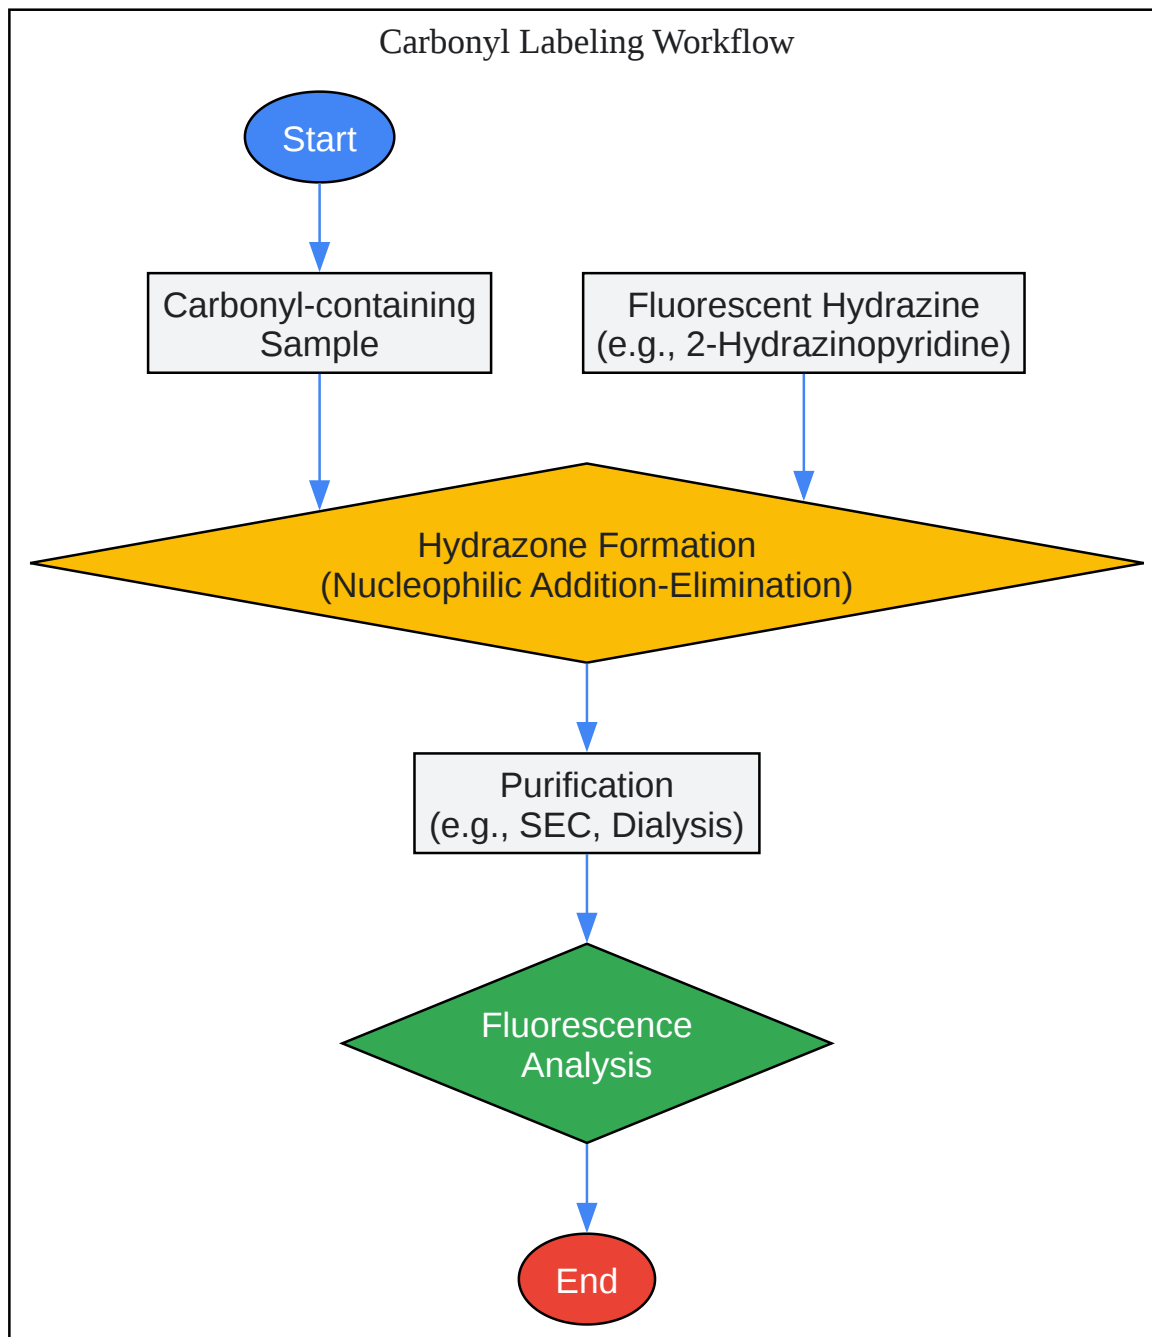 Carbonyl Labeling Workflow
Start
Carbonyl-containing
Sample
Fluorescent Hydrazine
(e.g., 2-Hydrazinopyridine)
Hydrazone Formation
(Nucleophilic Addition-Elimination)
Purification
(e.g., SEC, Dialysis)
Fluorescence
Analysis
End